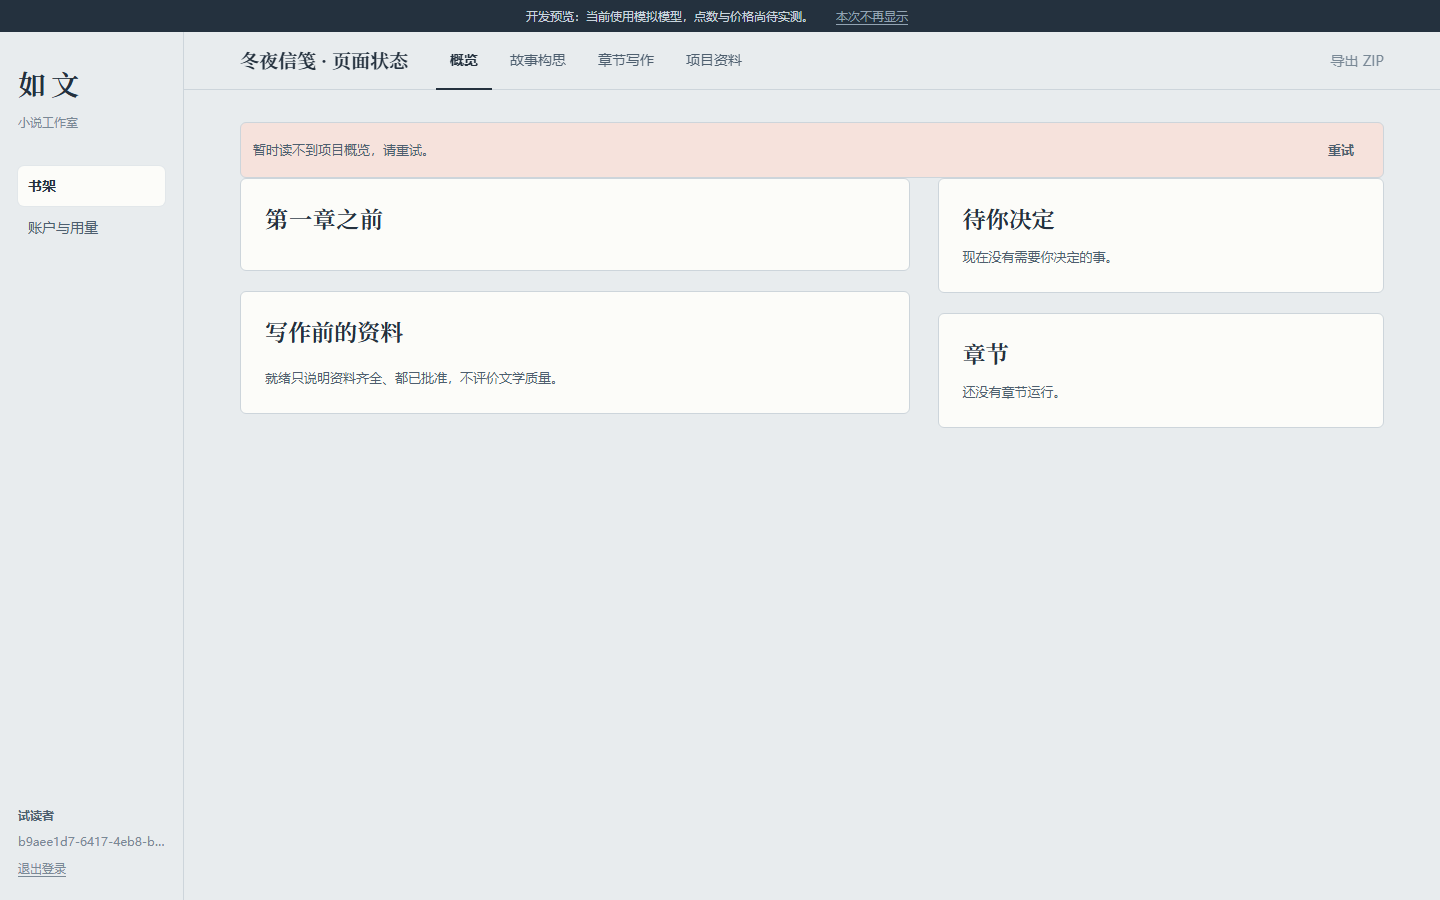 开发预览：当前使用模拟模型，点数与价格尚待实测。 本次不再显示
如文
小说工作室
书架
账户与用量
试读者
b9aee1d7-6417-4eb8-b...
退出登录
冬夜信笺 · 页面状态 概览 故事构思 章节写作 项目资料 导出 ZIP
暂时读不到项目概览，请重试。 重试
第一章之前
写作前的资料
就绪只说明资料齐全、都已批准，不评价文学质量。
待你决定
现在没有需要你决定的事。
章节
还没有章节运行。